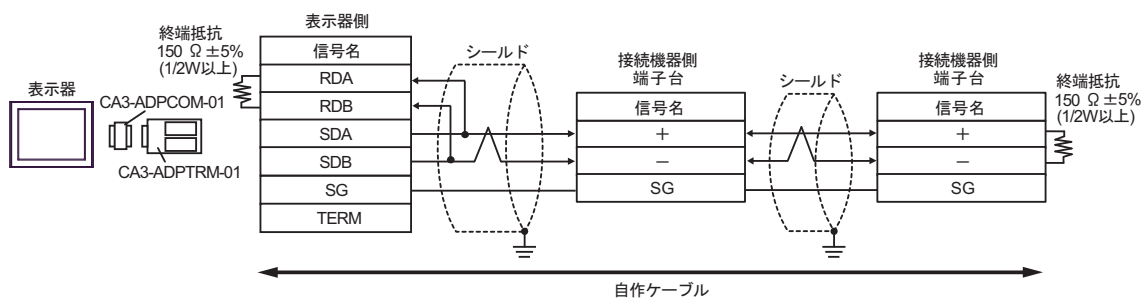 表示器
CA3-ADPCOM-01
CA3-ADPTRM-01
終端抵抗
150 Ω ±5%
(1/2W以上)
表示器側
信号名
RDA
RDB
SDA
SDB
SG
TERM
シールド
接続機器側
端子台
信号名
+
−
SG
シールド
接続機器側
端子台
信号名
+
−
SG
終端抵抗
150 Ω ±5%
(1/2W以上)
自作ケーブル